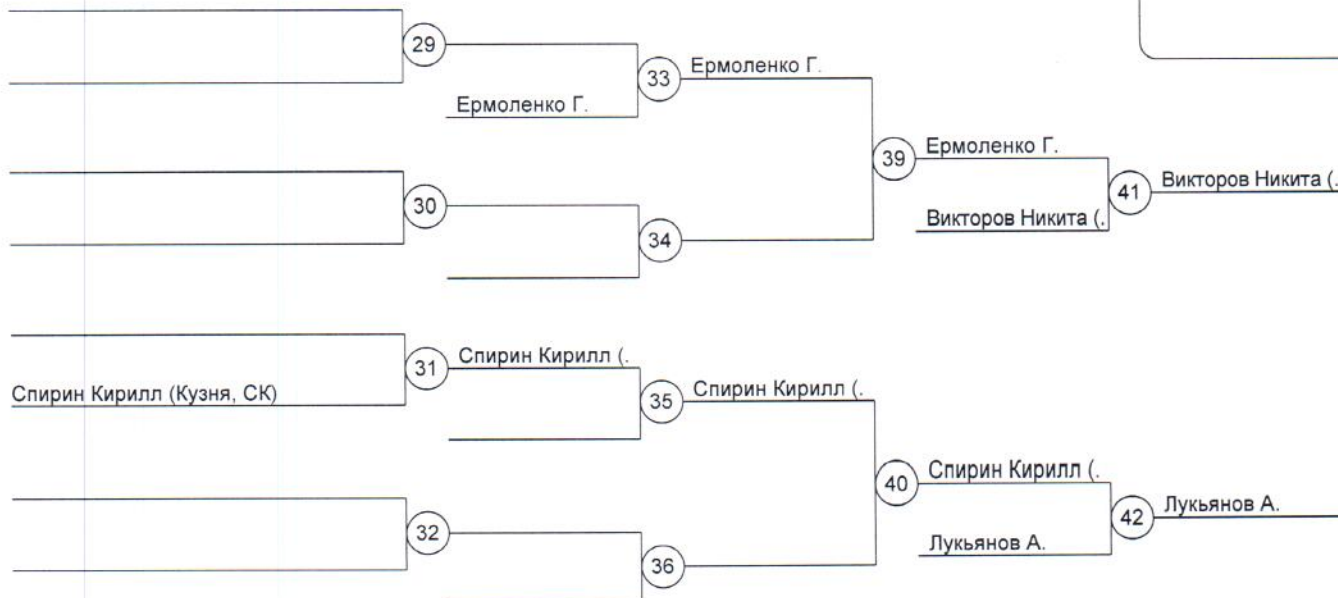 29
33
Ермоленко Г.
Ермоленко Г.
39
Ермоленко Г.
30
41
Викторов Никита (.
Викторов Никита (.
34
31
Спирин Кирилл (.
Спирин Кирилл (Кузня, СК)
35
Спирин Кирилл (.
40
Спирин Кирилл (.
32
42
Лукьянов А.
Лукьянов А.
36